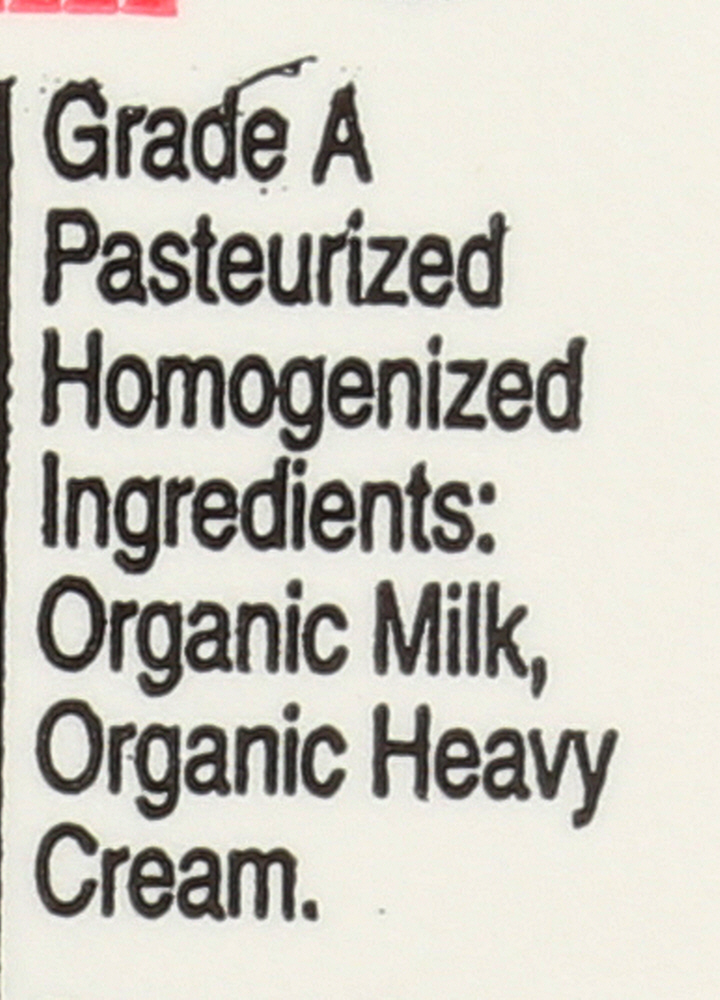 Grade A
Pasteurized
Homogenized
Ingredients:
Organic Milk,
Organic Heavy
Cream.